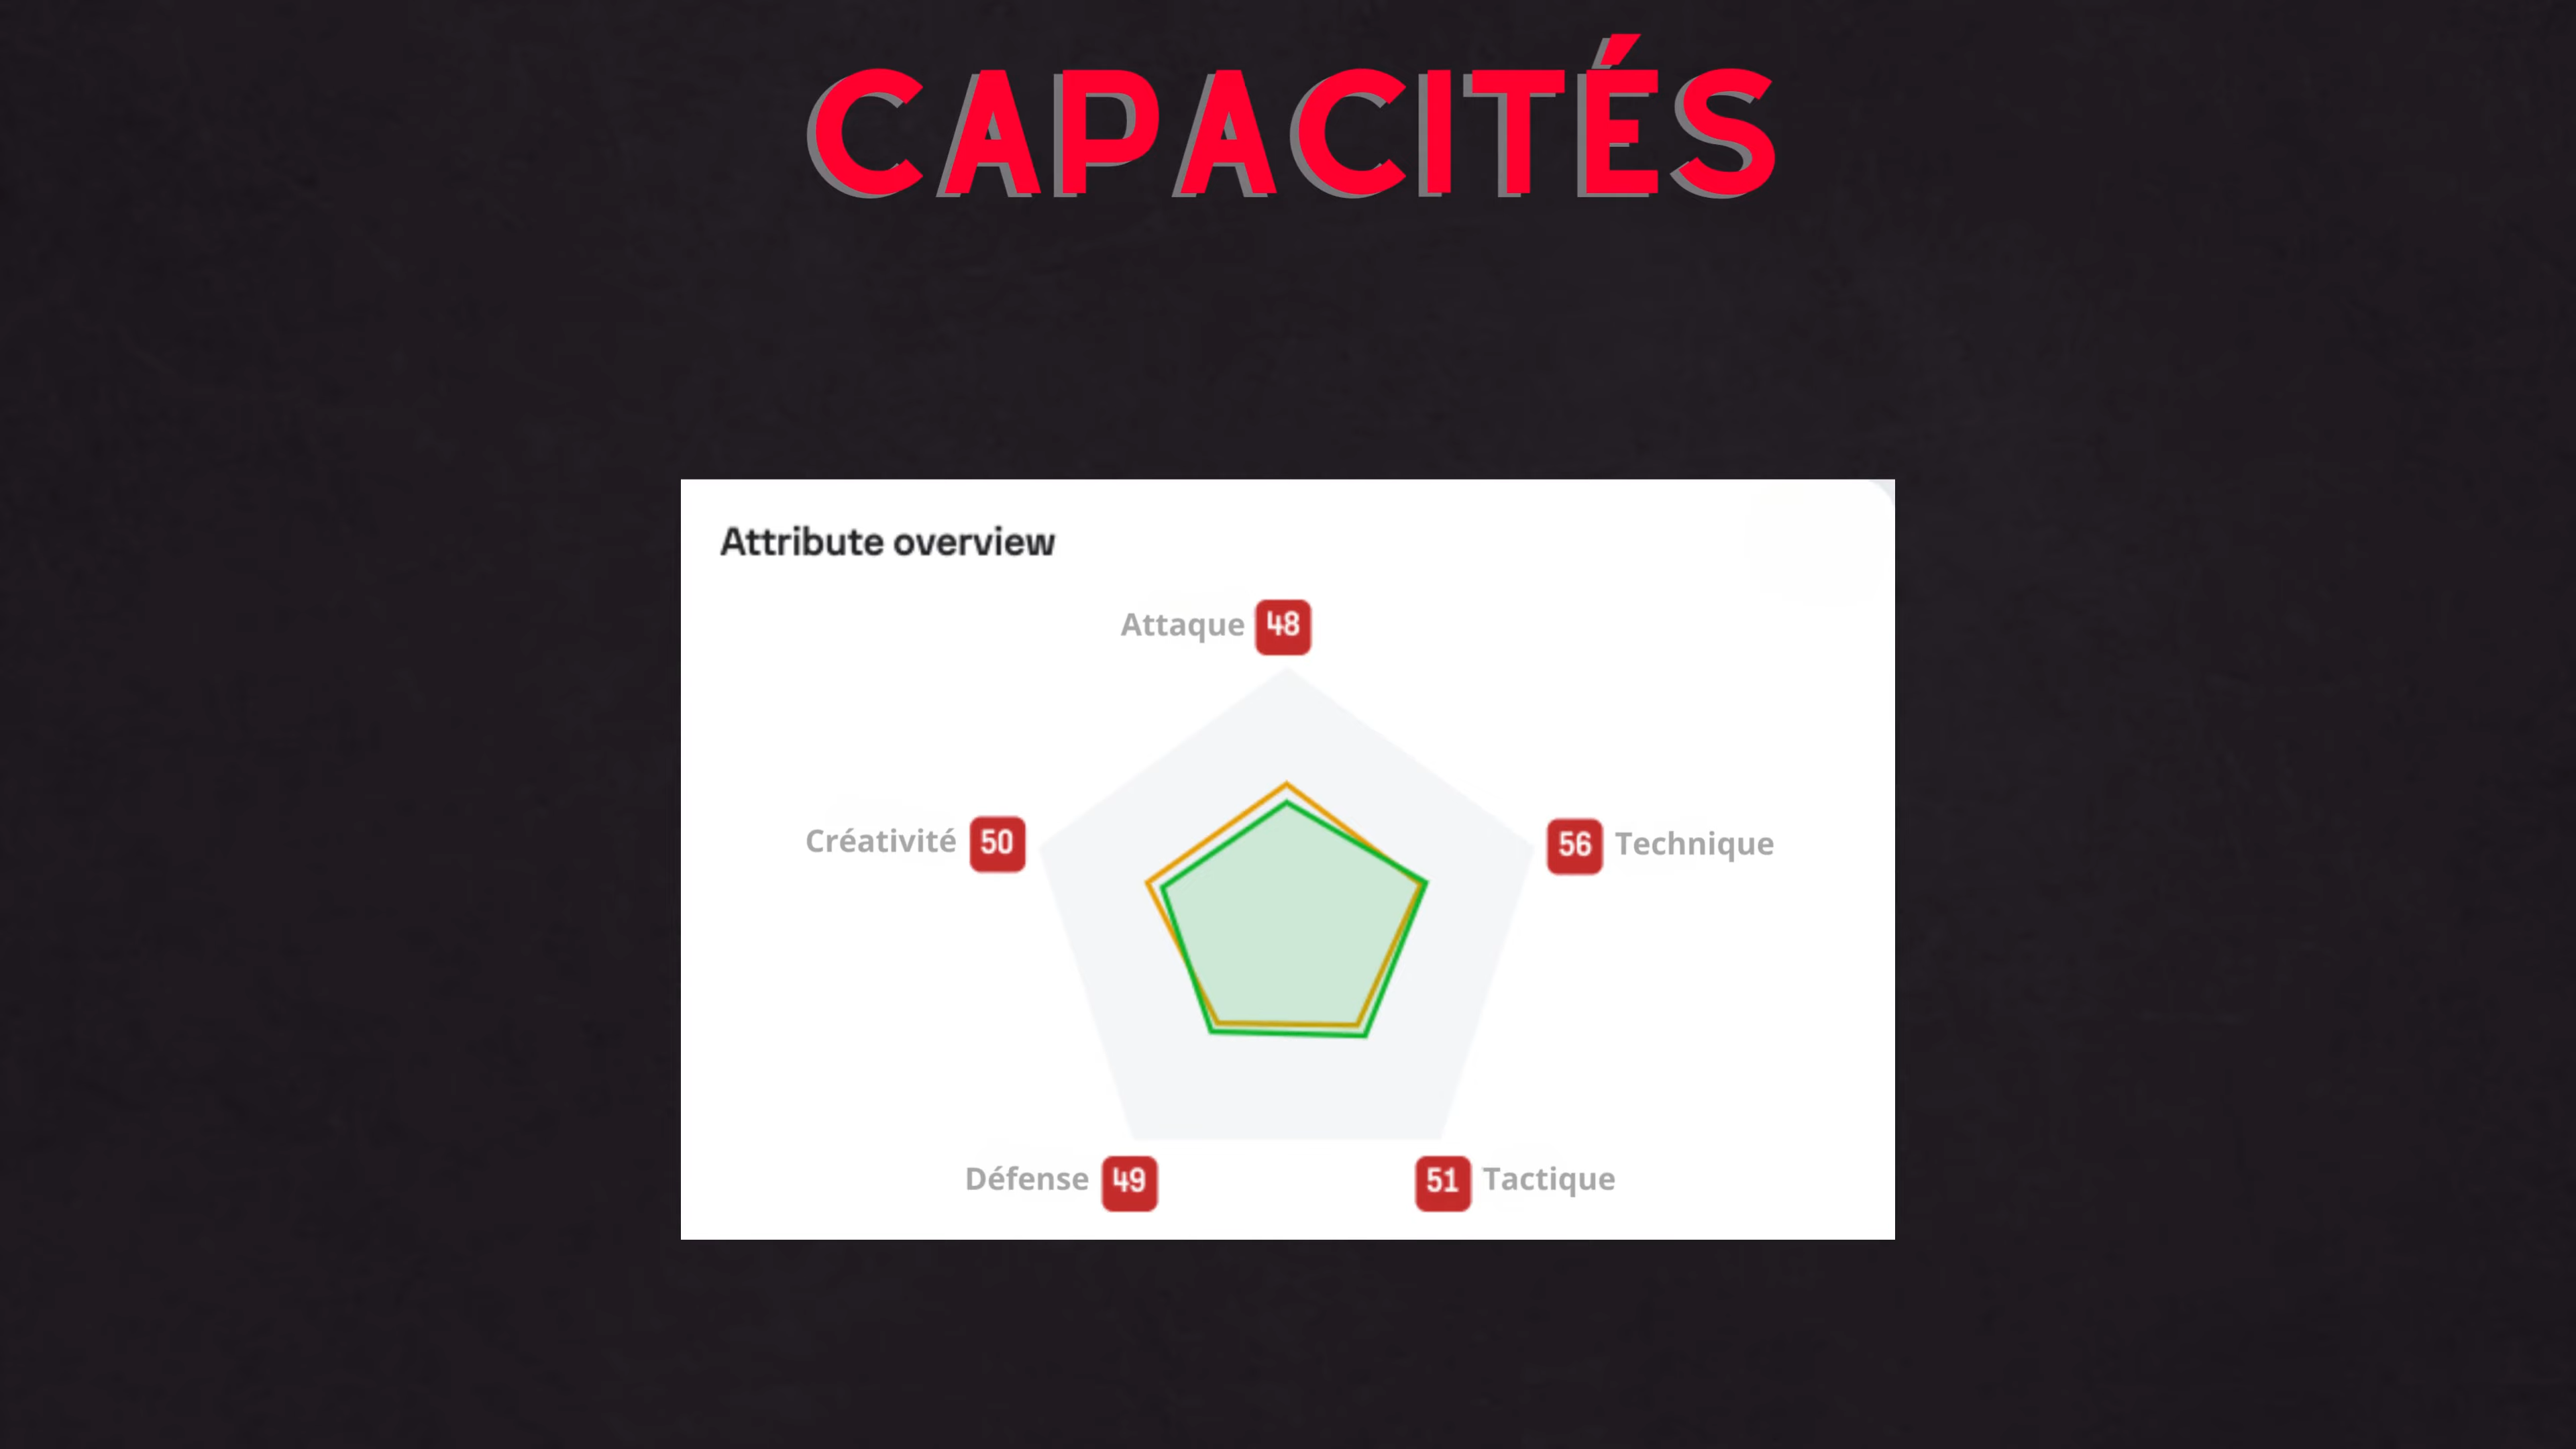 CAPACITÉS
Attribute overview
Attaque 48
Créativité 50
56 Technique
Défense 49
51 Tactique